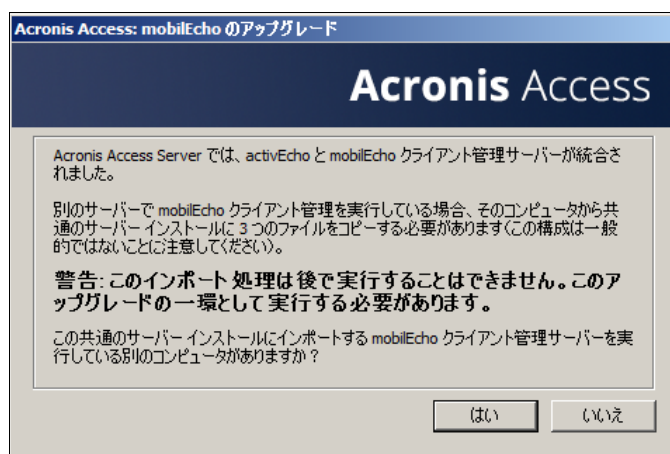 Acronis Access: mobilEcho のアップグレード
Acronis Access
Acronis Access Server では、activEcho と mobilEcho クライアント管理サーバーが統合さ
れました。
別のサーバーで mobilEcho クライアント管理を実行している場合、そのコンピュータから共
通のサーバー インストールに 3 つのファイルをコピーする必要があります(この構成は一般
的ではないことに注意してください)。
警告: このインポート 処理は後で実行することはできません。このア
ップグレードの一環として実行する必要があります。
この共通のサーバー インストールにインポートする mobilEcho クライアント管理サーバーを実
行している別のコンピュータがありますか?
はい
いいえ